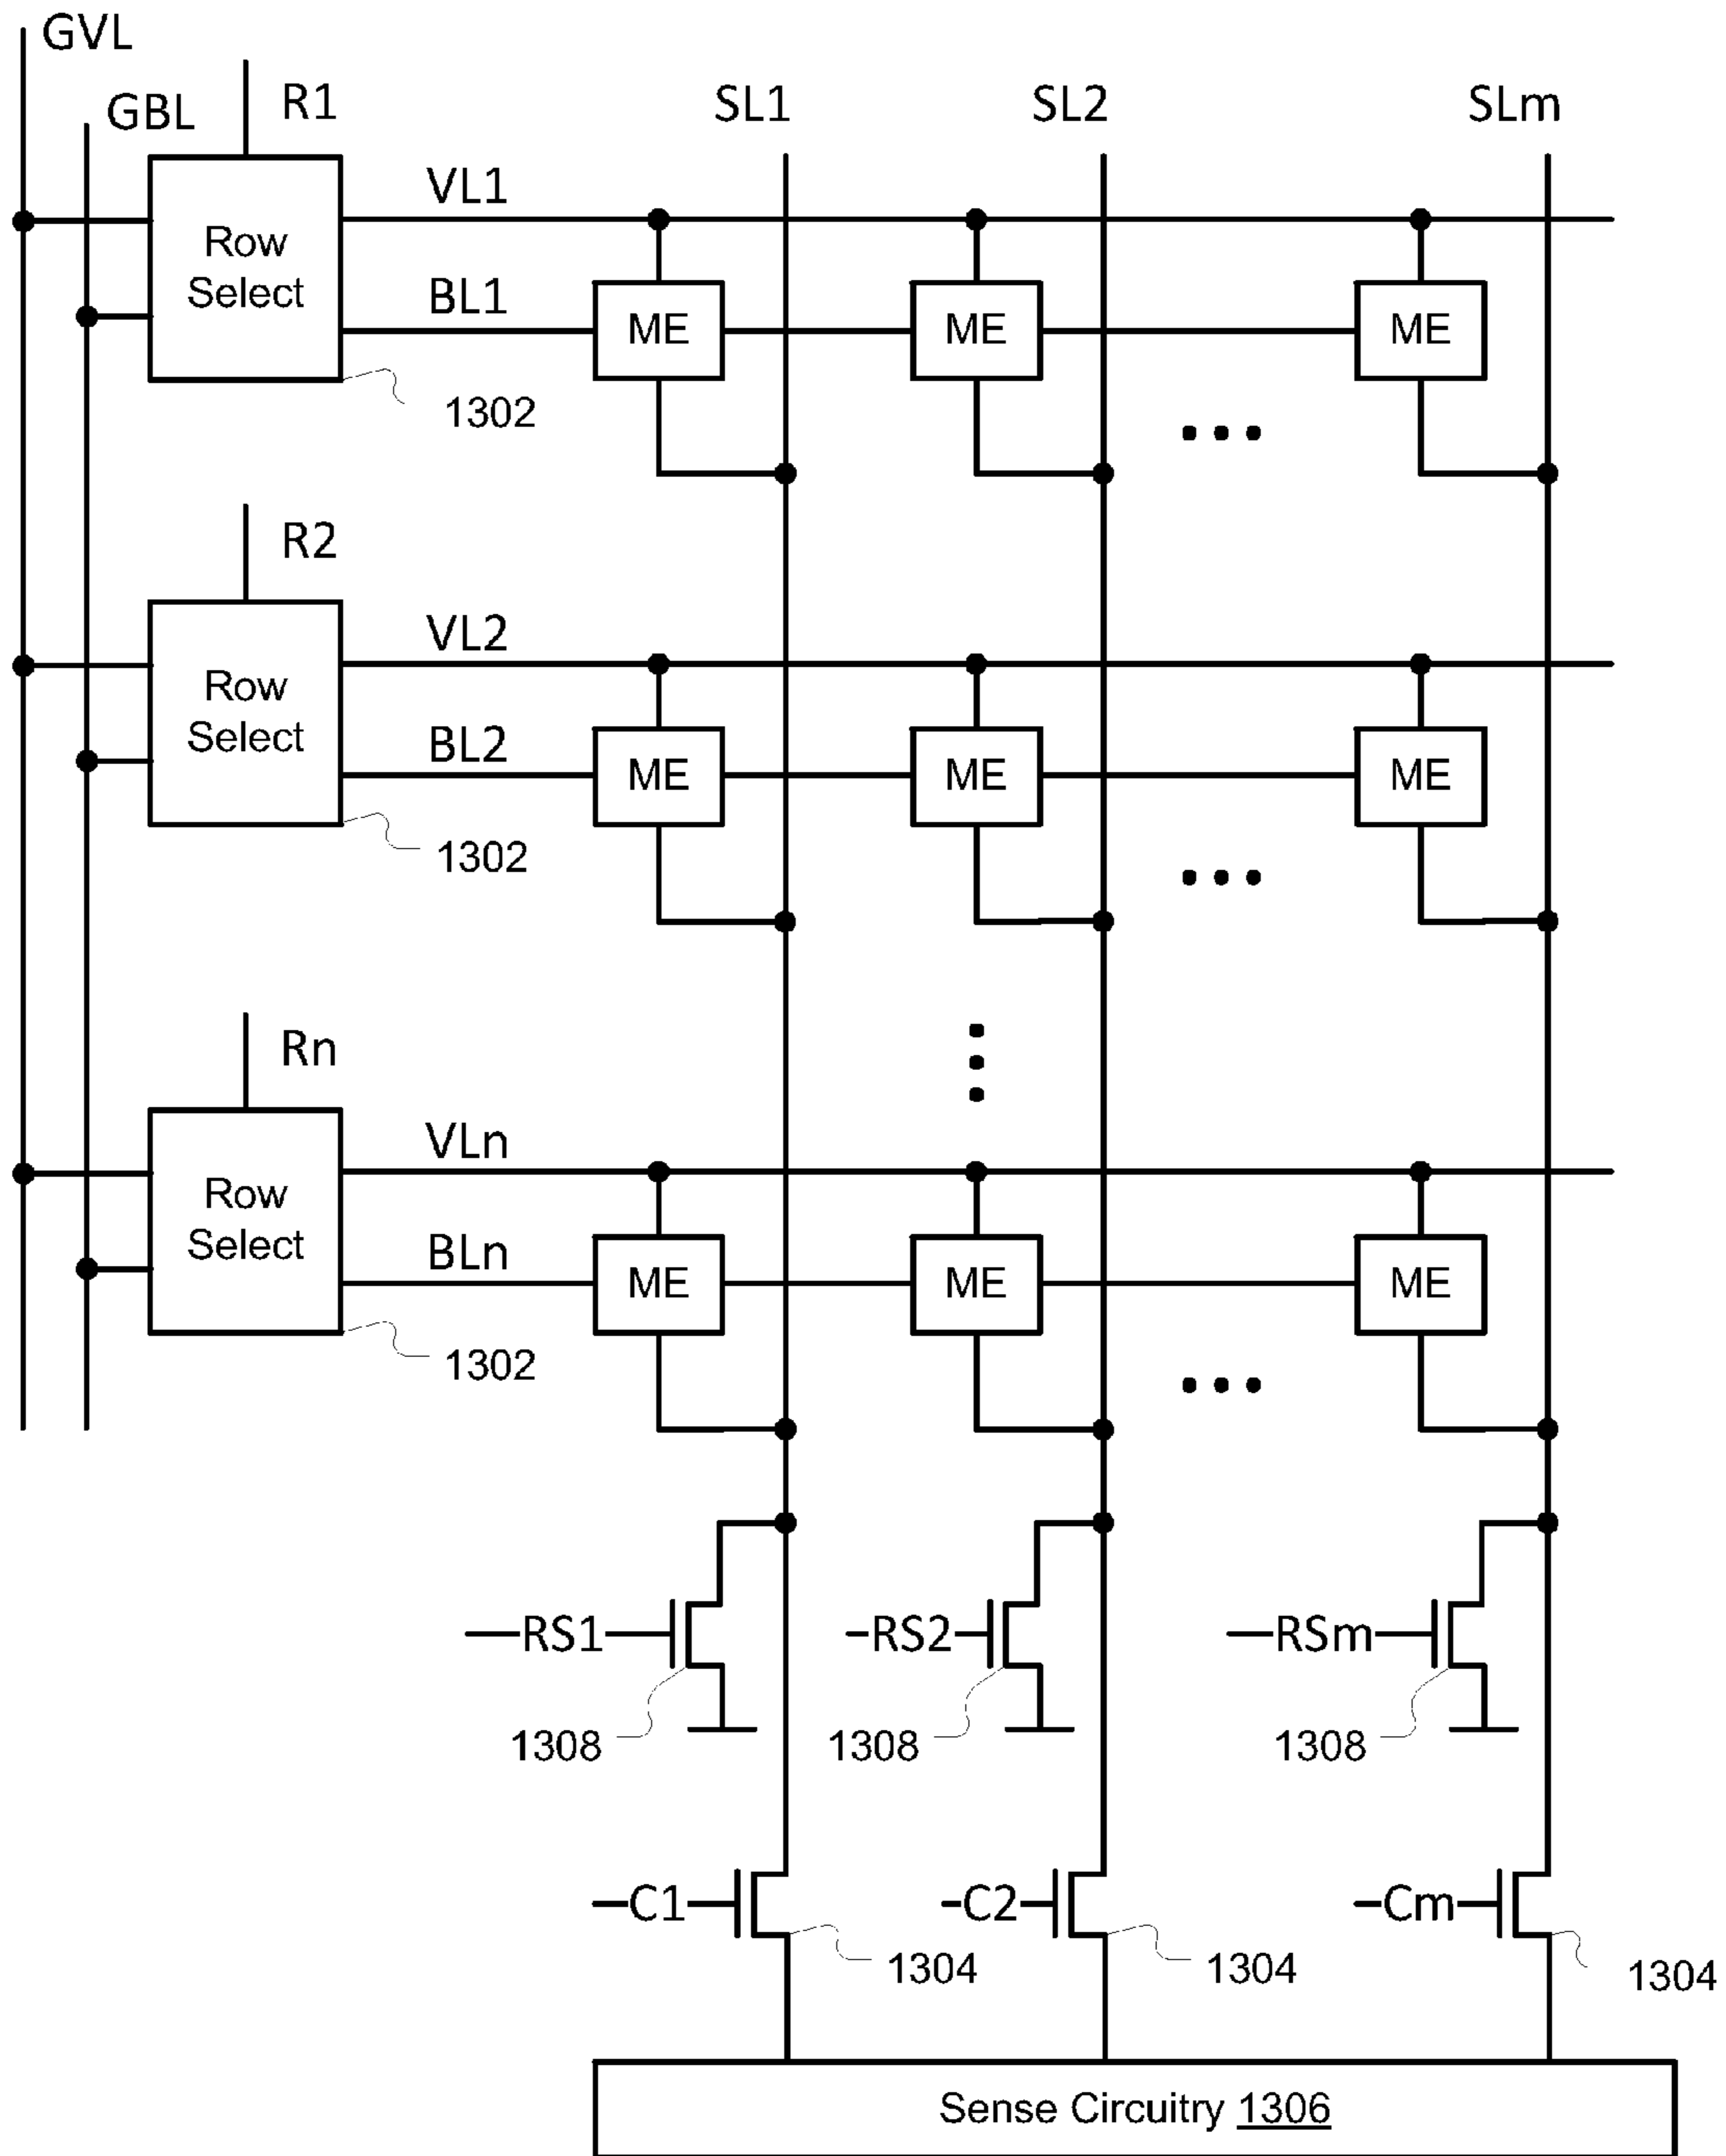 GVL
GBL
R1
SL1
SL2
SLm
VL1
Row
Select
BL1
ME
ME
ME
1302
R2
VL2
Row
Select
BL2
ME
ME
ME
1302
Rn
VLn
Row
Select
BLn
ME
ME
ME
1302
RS1
RS2
RSm
1308
1308
1308
C1
C2
Cm
1304
1304
1304
Sense Circuitry 1306